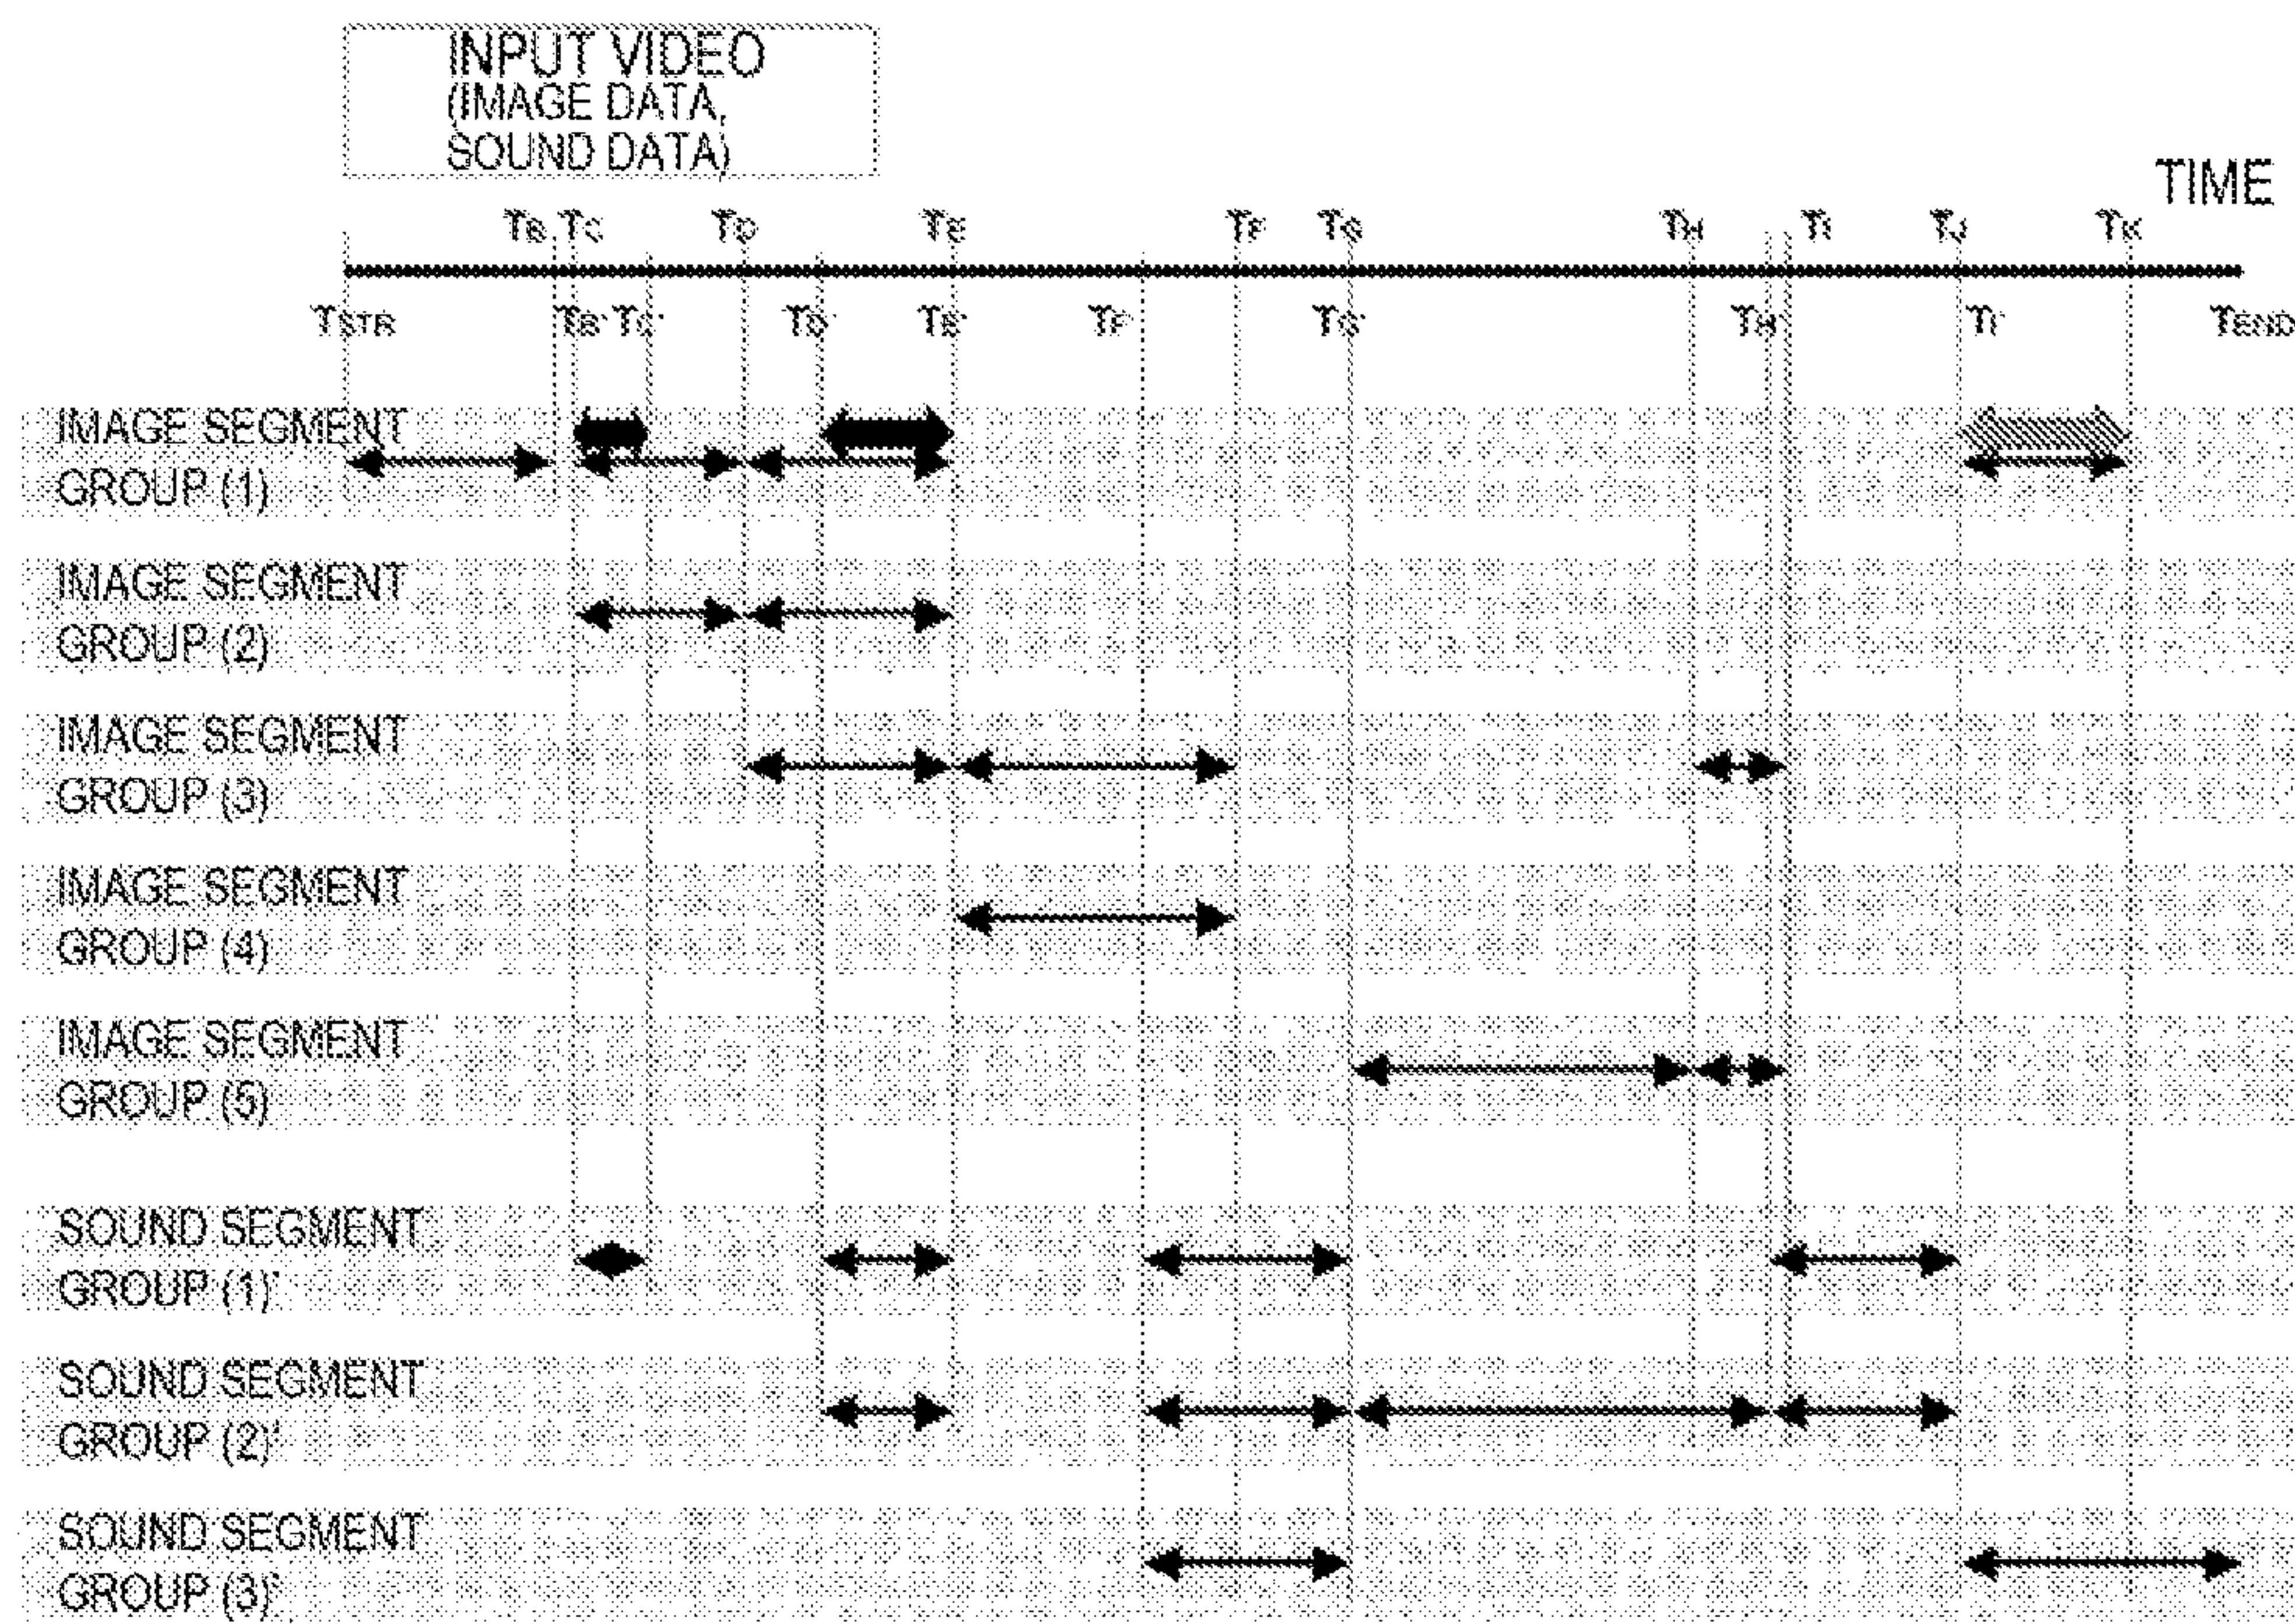 INPUT VIDEO
(IMAGE DATA,
SOUND DATA)
TIME
TB TC TD TE TF TG TH TI TJ TK
TSTR TB' TC' TD' TE' TF' TG' TH' TI' TEND
IMAGE SEGMENT
GROUP (1)
IMAGE SEGMENT
GROUP (2)
IMAGE SEGMENT
GROUP (3)
IMAGE SEGMENT
GROUP (4)
IMAGE SEGMENT
GROUP (5)
SOUND SEGMENT
GROUP (1)'
SOUND SEGMENT
GROUP (2)'
SOUND SEGMENT
GROUP (3)'